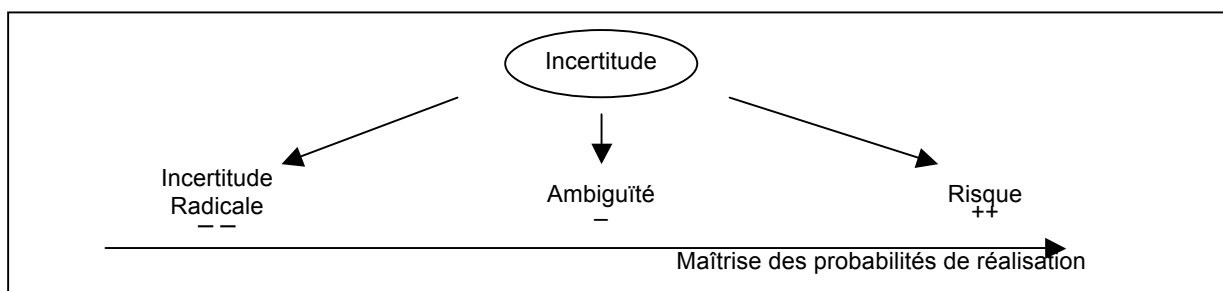 Incertitude
Incertitude
Radicale
– –
Ambiguïté
–
Risque
++
Maîtrise des probabilités de réalisation